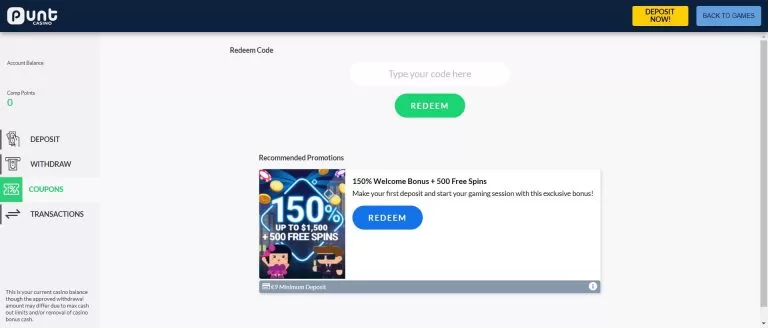 punt
CASINO
DEPOSIT
NOW!
BACK TO GAMES
Account Balance
Comp Points
0
DEPOSIT
WITHDRAW
COUPONS
TRANSACTIONS
This is your current casino balance
though the approved withdrawal
amount may differ due to max cash
out limits and/or removal of casino
bonus cash.
Redeem Code
Type your code here
REDEEM
Recommended Promotions
150%
UP TO $1,500
+ 500 FREE SPINS
150% Welcome Bonus + 500 Free Spins
Make your first deposit and start your gaming session with this exclusive bonus!
REDEEM
€9 Minimum Deposit